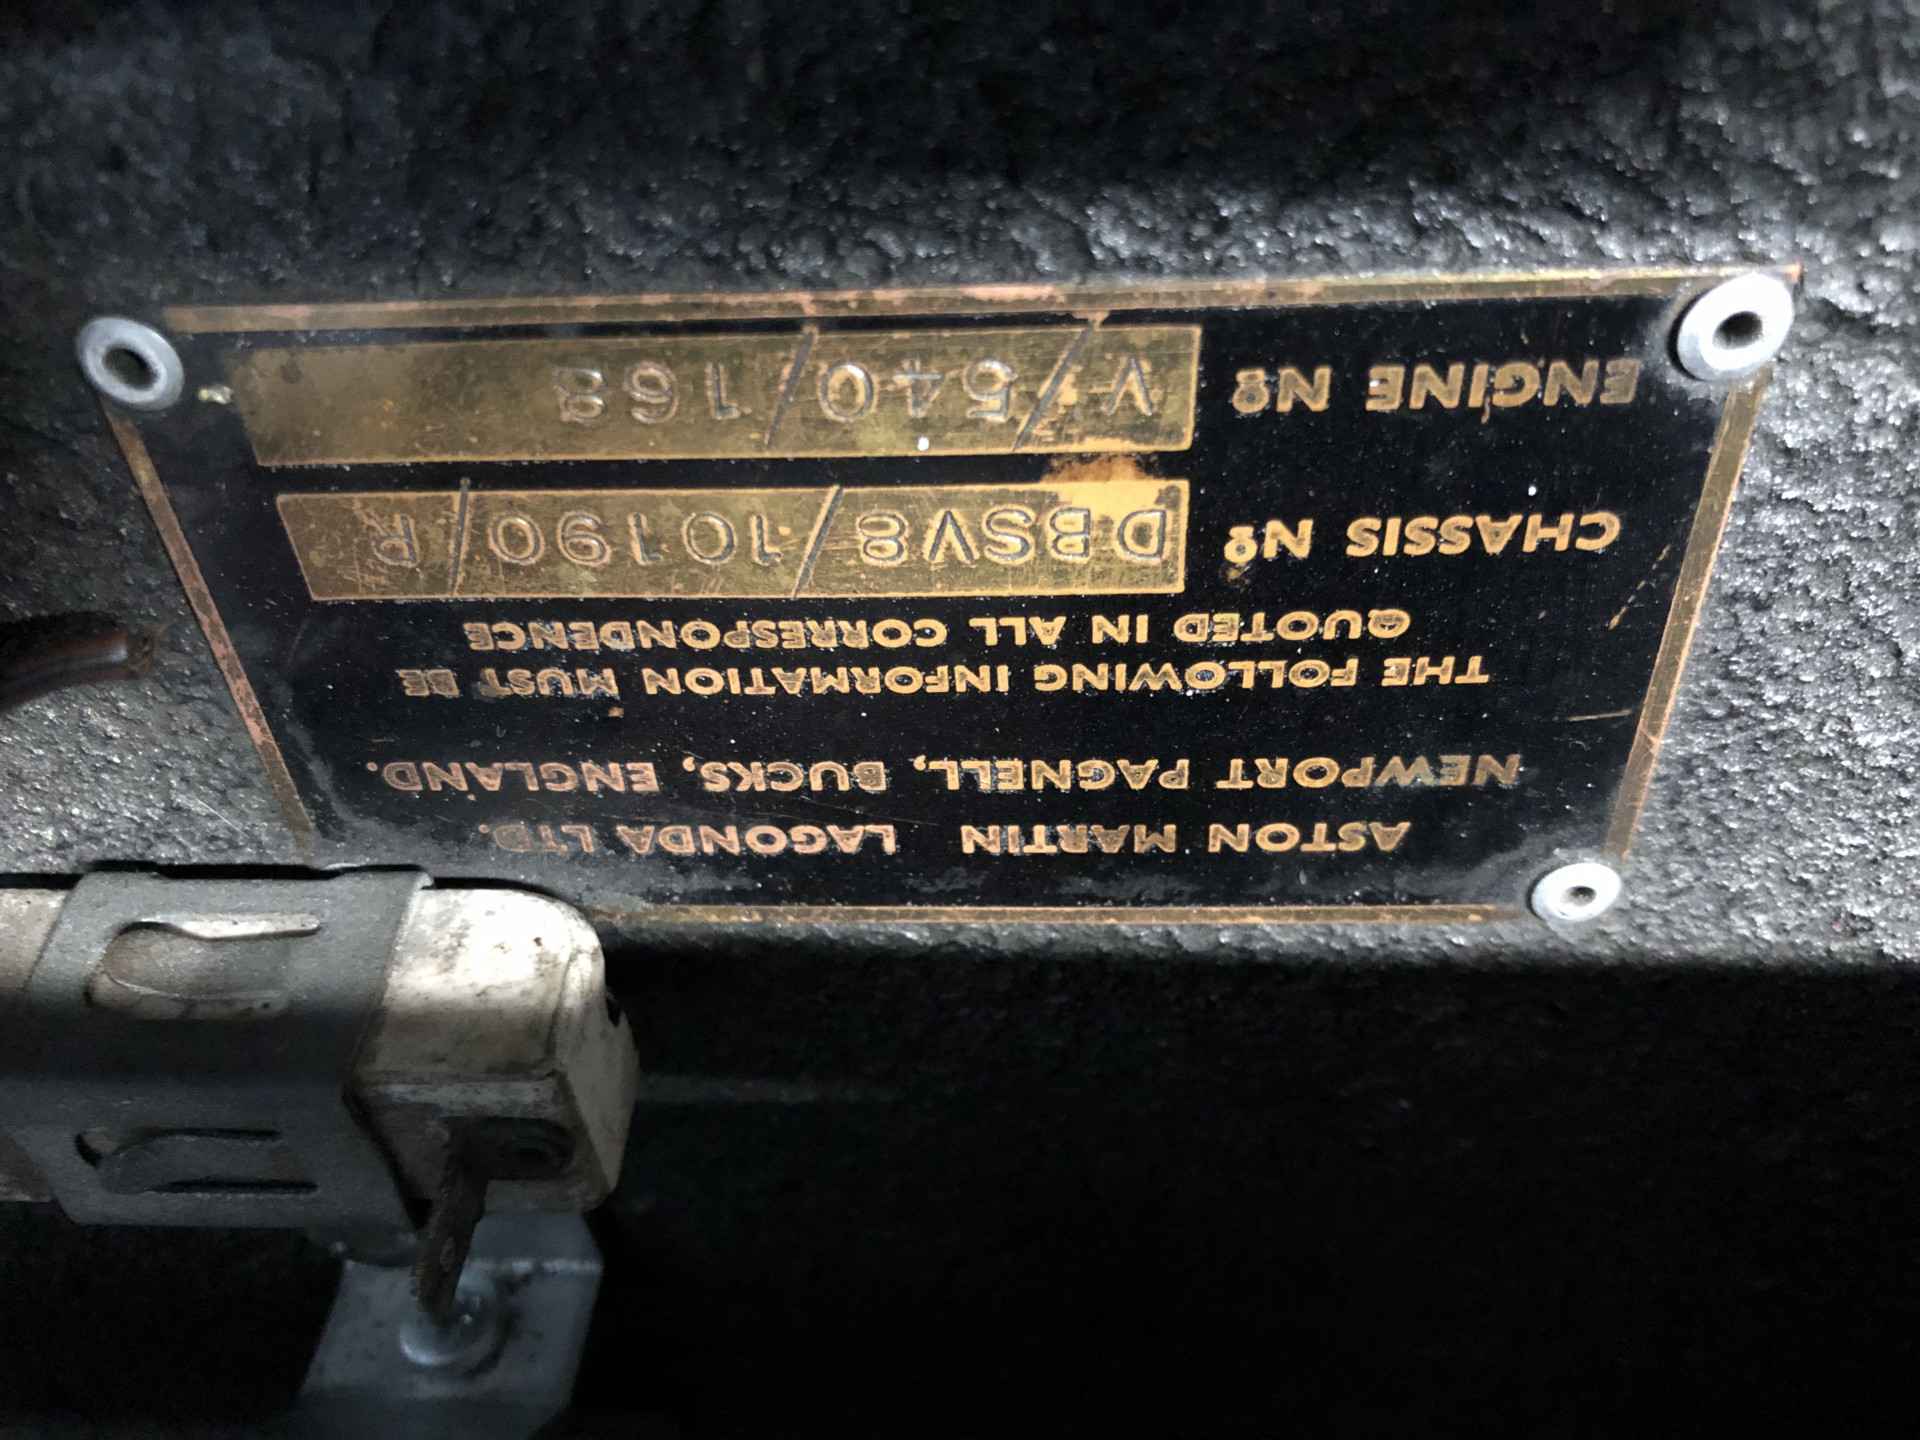 ASTON MARTIN LAGONDA LTD.
NEWPORT PAGNELL, BUCKS, ENGLAND.
THE FOLLOWING INFORMATION MUST BE
QUOTED IN ALL CORRESPONDENCE
CHASSIS Nº DBSV8/10190/R
ENGINE Nº V/540/168